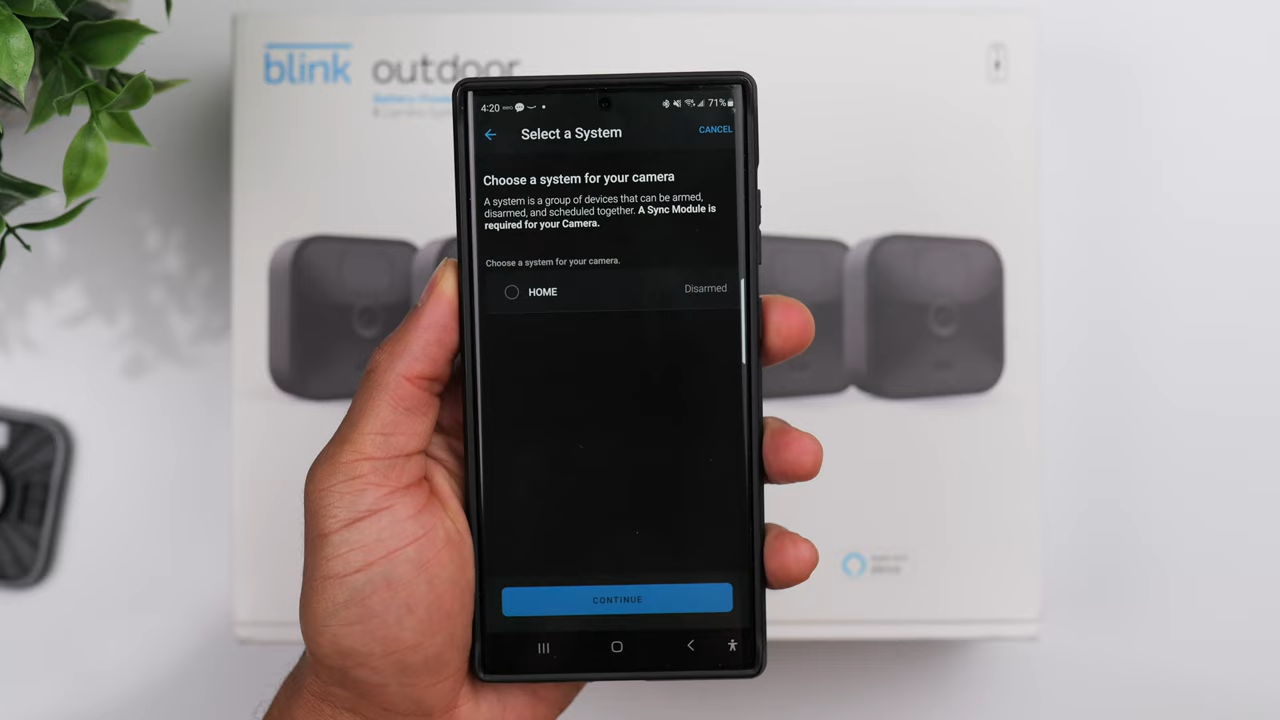 blink outdoor
4:20
71%
Select a System
CANCEL
Choose a system for your camera
A system is a group of devices that can be armed,
disarmed, and scheduled together. A Sync Module is
required for your Camera.
Choose a system for your camera.
HOME
Disarmed
CONTINUE